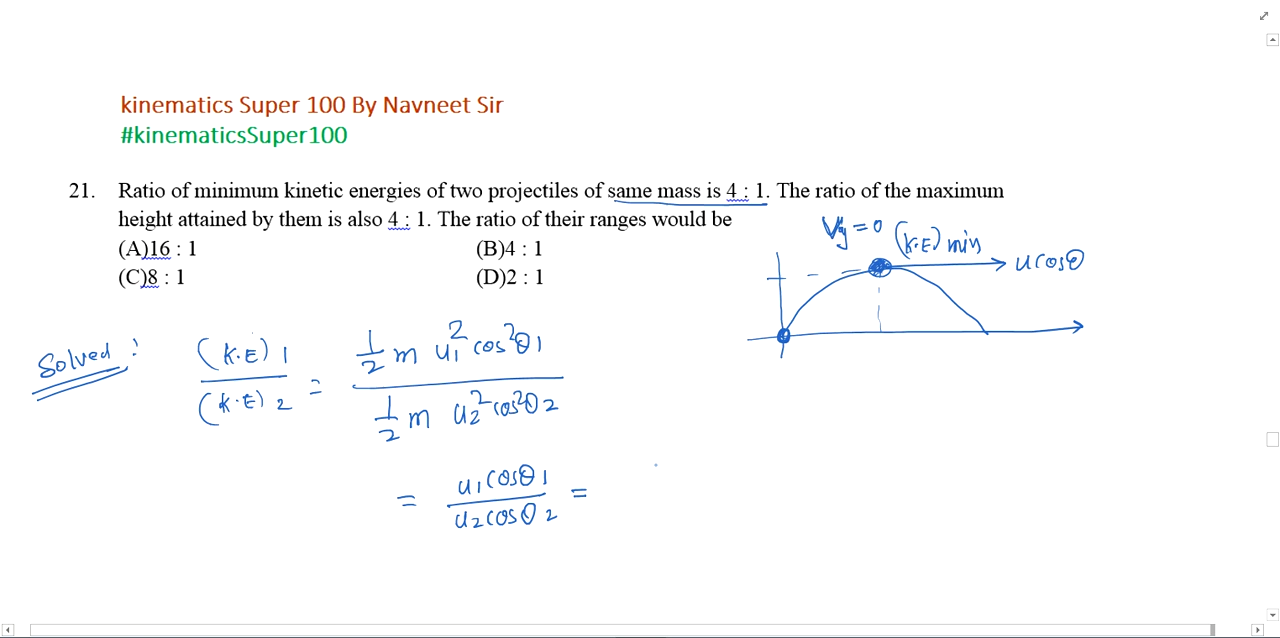 kinematics Super 100 By Navneet Sir
#kinematicsSuper100
21. Ratio of minimum kinetic energies of two projectiles of same mass is 4 : 1. The ratio of the maximum
height attained by them is also 4 : 1. The ratio of their ranges would be
(A)16 : 1 (B)4 : 1
(C)8 : 1 (D)2 : 1
Vy = 0 (K.E) min
u cosθ
Solved :
(K.E)1 / (K.E)2 = ½ m u₁² cos²θ1 / ½ m u₂² cos²θ2
= u₁ cosθ1 / u₂ cosθ2 =